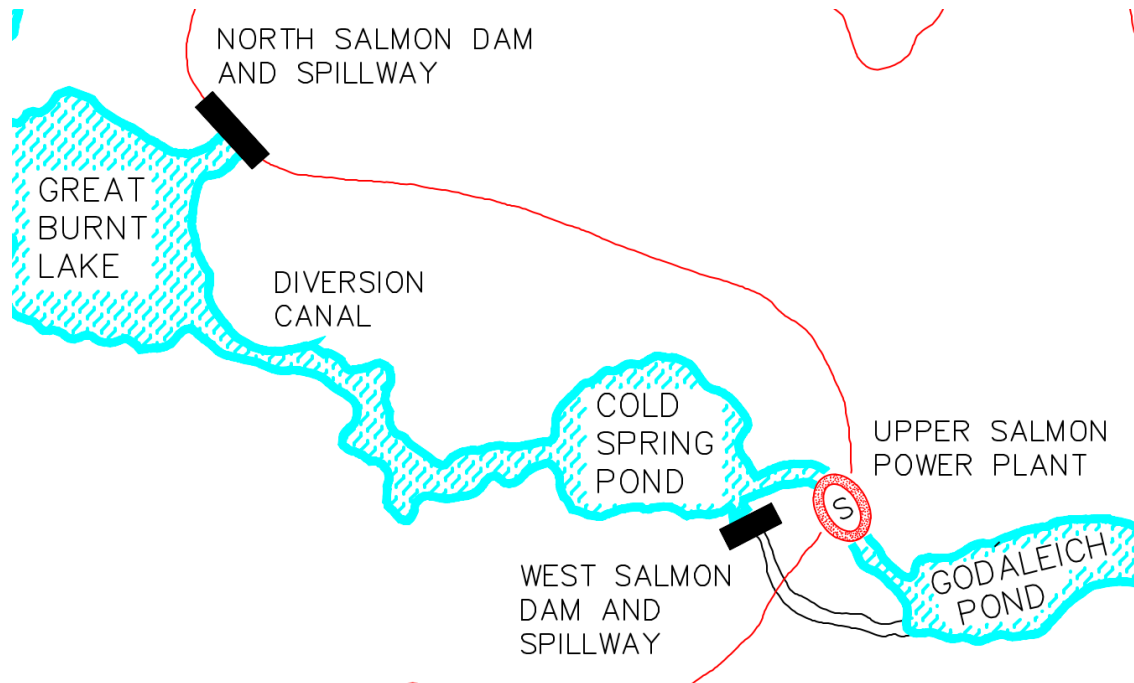 NORTH SALMON DAM
AND SPILLWAY
GREAT
BURNT
LAKE
DIVERSION
CANAL
COLD
SPRING
POND
UPPER SALMON
POWER PLANT
S
WEST SALMON
DAM AND
SPILLWAY
GODALEICH
POND